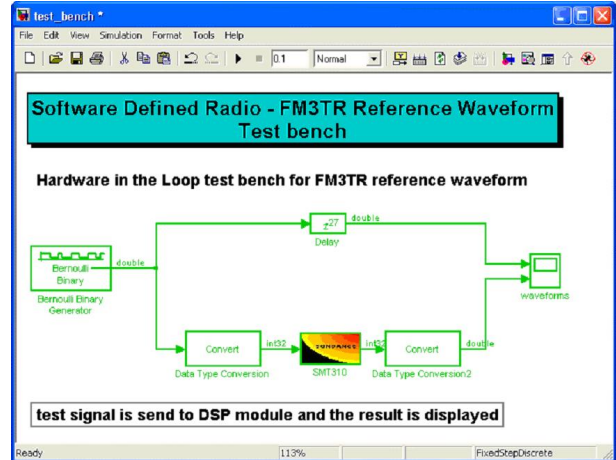 test_bench *
File Edit View Simulation Format Tools Help
0.1 Normal
Software Defined Radio - FM3TR Reference Waveform
Test bench
Hardware in the Loop test bench for FM3TR reference waveform
z27 double
Delay
Bernoulli
Binary
double
Bernoulli Binary
Generator
waveforms
Convert int32 SUNDANCE int32 Convert double
Data Type Conversion SMT310 Data Type Conversion2
test signal is send to DSP module and the result is displayed
Ready 113% FixedStepDiscrete